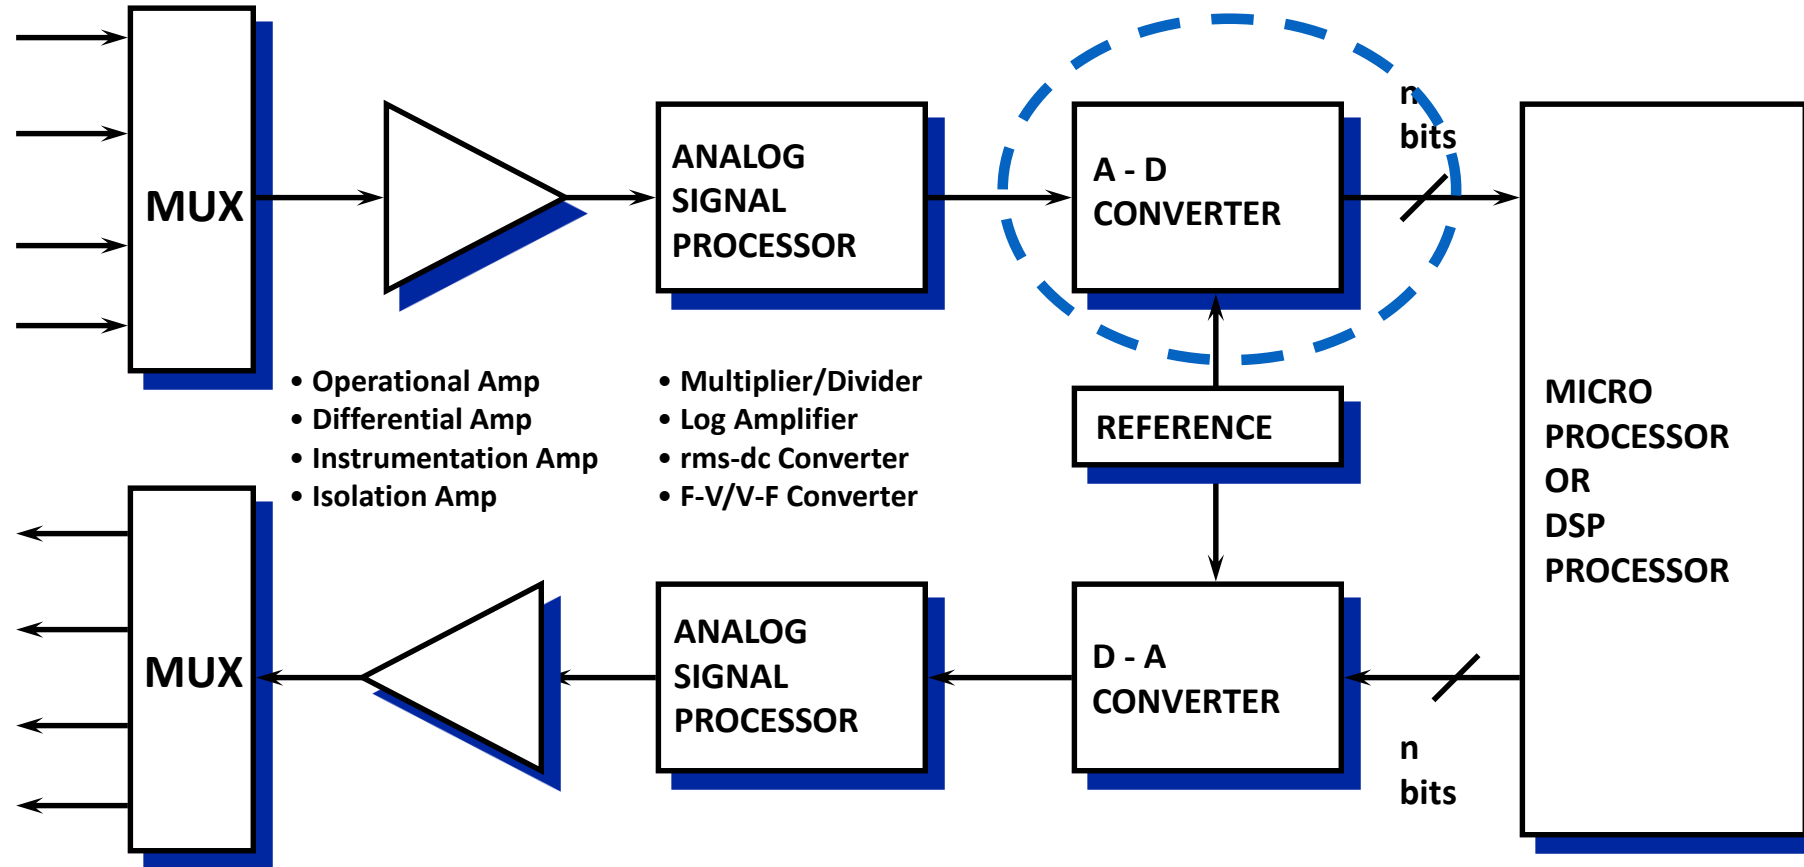 MUX
ANALOG
SIGNAL
PROCESSOR
A - D
CONVERTER
n
bits
• Operational Amp
• Differential Amp
• Instrumentation Amp
• Isolation Amp
• Multiplier/Divider
• Log Amplifier
• rms-dc Converter
• F-V/V-F Converter
REFERENCE
MICRO
PROCESSOR
OR
DSP
PROCESSOR
MUX
ANALOG
SIGNAL
PROCESSOR
D - A
CONVERTER
n
bits